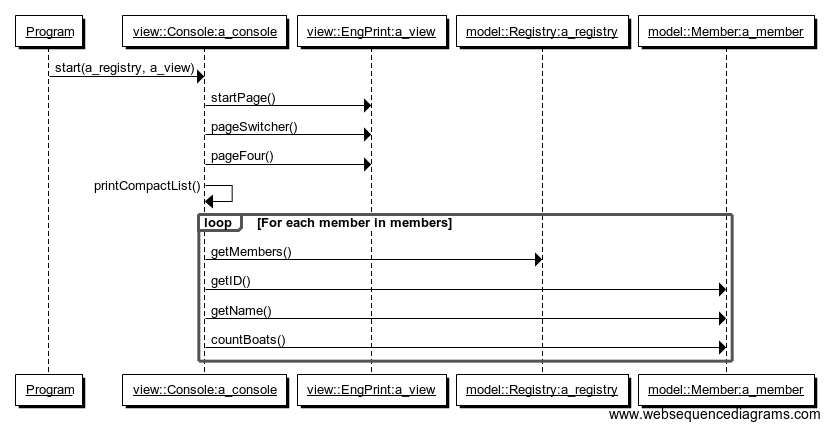 Program view::Console:a_console view::EngPrint:a_view model::Registry:a_registry model::Member:a_member
start(a_registry, a_view)
startPage()
pageSwitcher()
pageFour()
printCompactList()
loop [For each member in members]
getMembers()
getID()
getName()
countBoats()
Program view::Console:a_console view::EngPrint:a_view model::Registry:a_registry model::Member:a_member
www.websequencediagrams.com